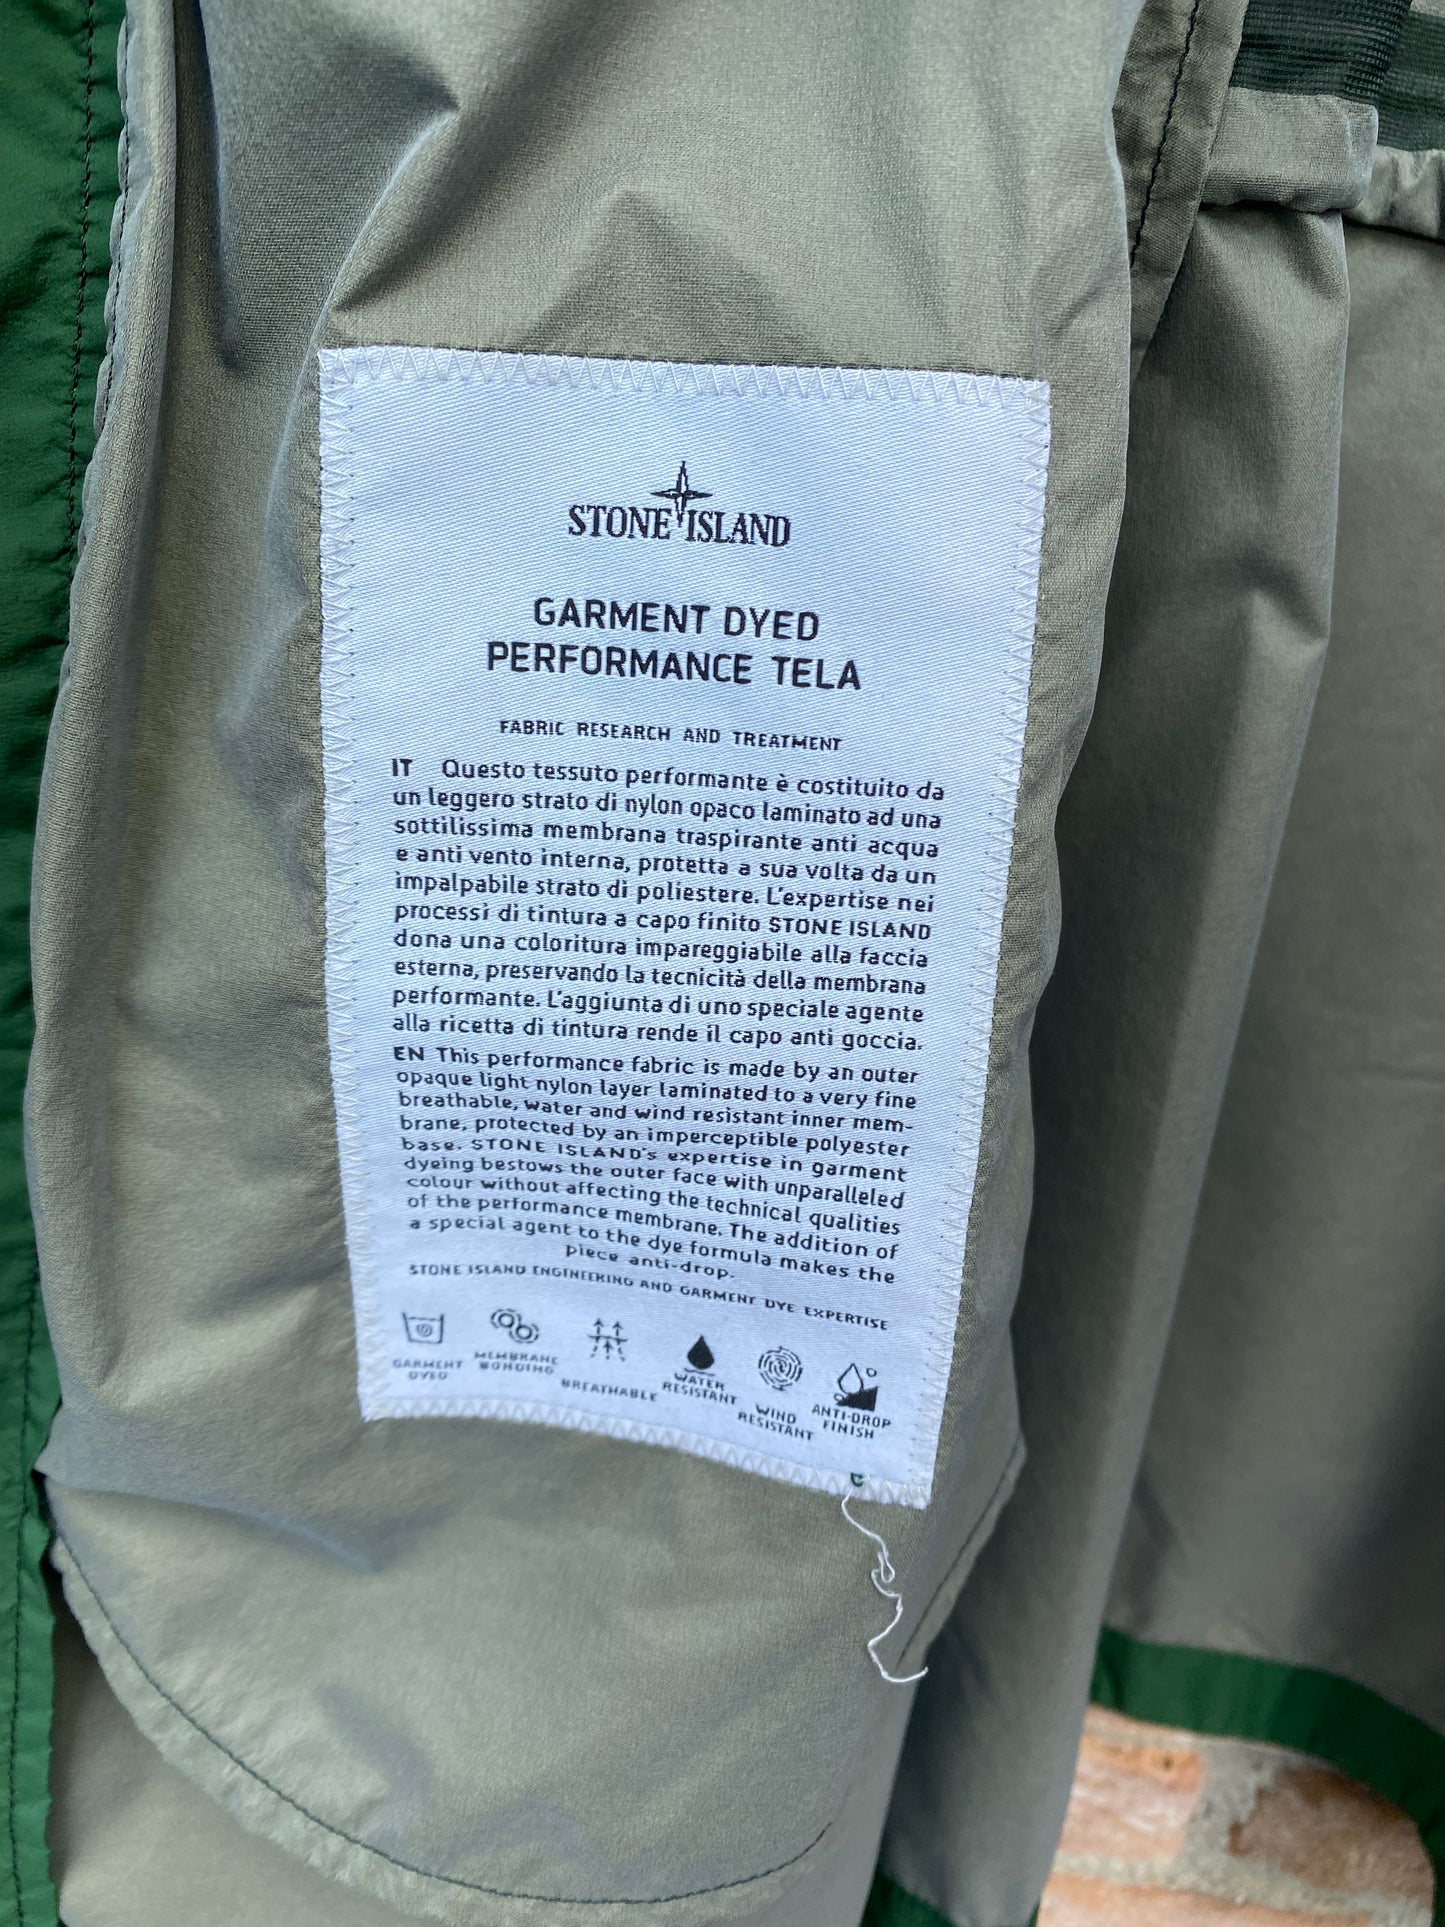 STONE ISLAND
GARMENT DYED
PERFORMANCE TELA
FABRIC RESEARCH AND TREATMENT
IT Questo tessuto performante è costituito da
un leggero strato di nylon opaco laminato ad una
sottilissima membrana traspirante anti acqua
e anti vento interna, protetta a sua volta da un
impalpabile strato di poliestere. L'expertise nei
processi di tintura a capo finito STONE ISLAND
dona una coloritura impareggiabile alla faccia
esterna, preservando la tecnicità della membrana
performante. L'aggiunta di uno speciale agente
alla ricetta di tintura rende il capo anti goccia.
EN This performance fabric is made by an outer
opaque light nylon layer laminated to a very fine
breathable, water and wind resistant inner mem-
brane, protected by an imperceptible polyester
base. STONE ISLAND's expertise in garment
dyeing bestows the outer face with unparalleled
colour without affecting the technical qualities
of the performance membrane. The addition of
a special agent to the dye formula makes the
piece anti-drop.
STONE ISLAND ENGINEERING AND GARMENT DYE EXPERTISE
GARMENT
DYED
MEMBRANE
BONDING
BREATHABLE
WATER
RESISTANT
WIND
RESISTANT
ANTI-DROP
FINISH